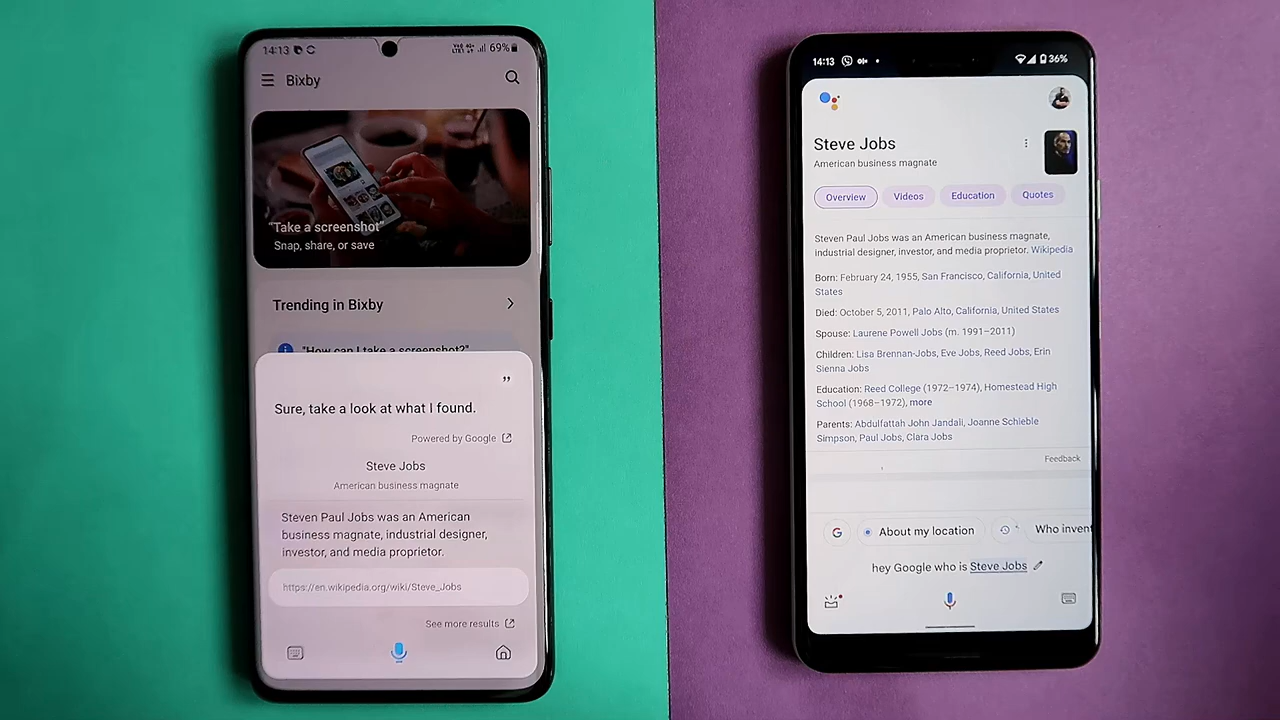 14:13
69%
Bixby
"Take a screenshot"
Snap, share, or save
Trending in Bixby
"How can I take a screenshot?"
Sure, take a look at what I found.
Powered by Google
Steve Jobs
American business magnate
Steven Paul Jobs was an American
business magnate, industrial designer,
investor, and media proprietor.
https://en.wikipedia.org/wiki/Steve_Jobs
See more results
14:13
36%
Steve Jobs
American business magnate
Overview Videos Education Quotes
Steven Paul Jobs was an American business magnate,
industrial designer, investor, and media proprietor. Wikipedia
Born: February 24, 1955, San Francisco, California, United
States
Died: October 5, 2011, Palo Alto, California, United States
Spouse: Laurene Powell Jobs (m. 1991–2011)
Children: Lisa Brennan-Jobs, Eve Jobs, Reed Jobs, Erin
Sienna Jobs
Education: Reed College (1972–1974), Homestead High
School (1968–1972), more
Parents: Abdulfattah John Jandali, Joanne Schieble
Simpson, Paul Jobs, Clara Jobs
Feedback
G About my location Who invent
hey Google who is Steve Jobs